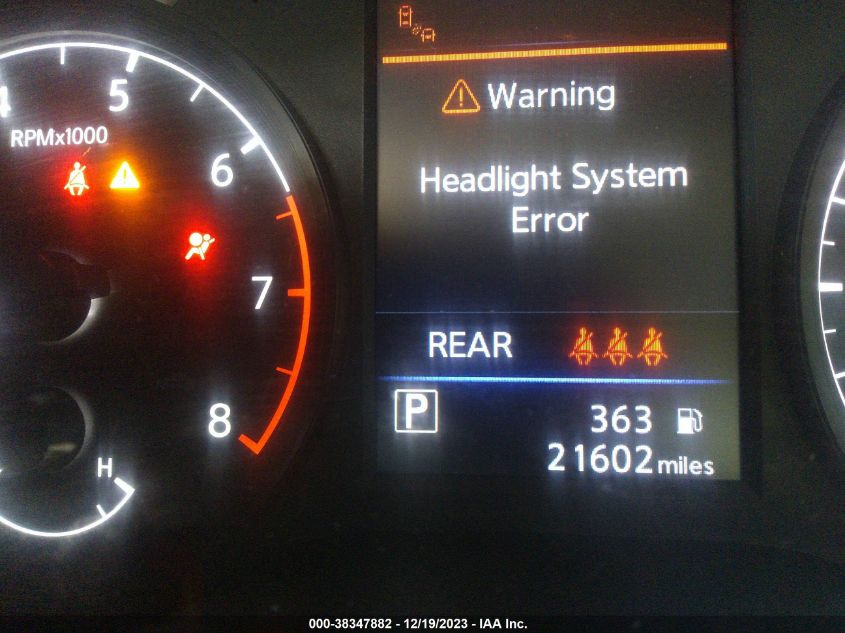 5
RPMx1000
6
7
8
H
Warning
Headlight System
Error
REAR
P
363
21602 miles
000-38347882 - 12/19/2023 - IAA Inc.